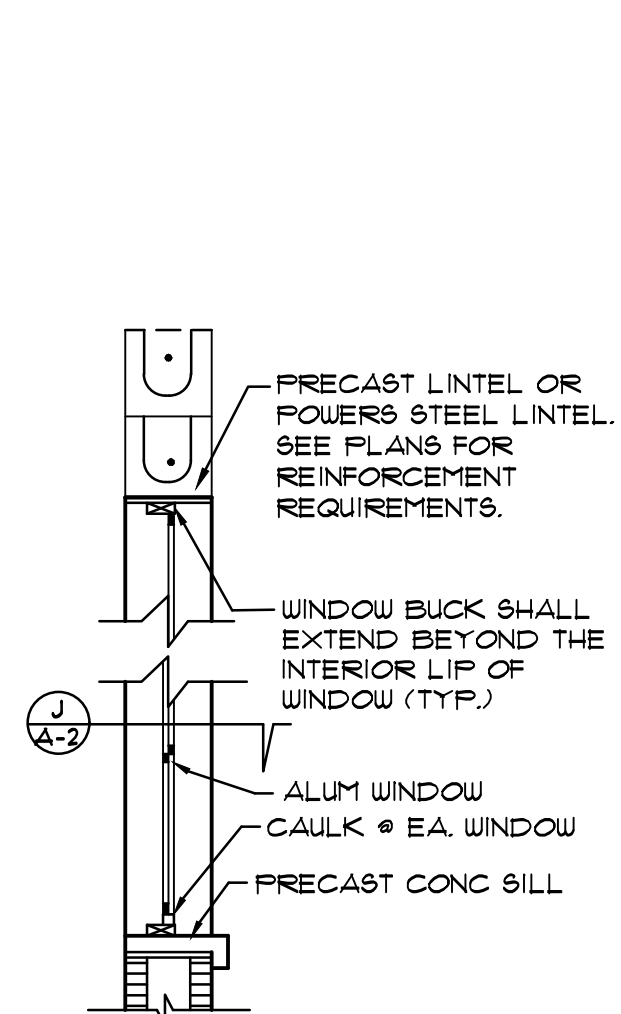 PRECAST LINTEL OR
POWERS STEEL LINTEL.
SEE PLANS FOR
REINFORCEMENT
REQUIREMENTS.
WINDOW BUCK SHALL
EXTEND BEYOND THE
INTERIOR LIP OF
WINDOW (TYP.)
J
A-2
ALUM WINDOW
CAULK @ EA. WINDOW
PRECAST CONC SILL